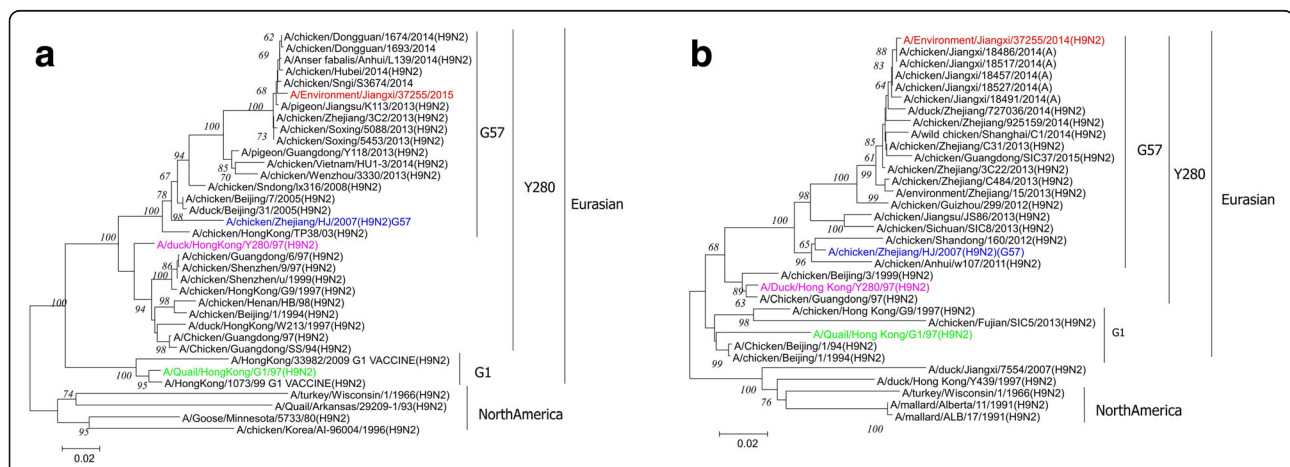 a
62
A/chicken/Dongguan/1674/2014(H9N2)
A/chicken/Dongguan/1693/2014
69
A/Anser fabalis/Anhui/L139/2014(H9N2)
A/chicken/Hubei/2014(H9N2)
A/chicken/Sngi/S3674/2014
68
A/Environment/Jiangxi/37255/2015
100
A/pigeon/Jiangsu/K113/2013(H9N2)
A/chicken/Zhejiang/3C2/2013(H9N2)
100
A/chicken/Soxing/5088/2013(H9N2)
73
A/chicken/Soxing/5453/2013(H9N2)
A/pigeon/Guangdong/Y118/2013(H9N2)
94
A/chicken/Vietnam/HU1-3/2014(H9N2)
85
A/chicken/Wenzhou/3330/2013(H9N2)
70
67
A/chicken/Sndong/lx316/2008(H9N2)
78
A/chicken/Beijing/7/2005(H9N2)
A/duck/Beijing/31/2005(H9N2)
100
98
A/chicken/Zhejiang/HJ/2007(H9N2)G57
A/chicken/HongKong/TP38/03(H9N2)
100
A/duck/HongKong/Y280/97(H9N2)
A/chicken/Guangdong/6/97(H9N2)
86
A/chicken/Shenzhen/9/97(H9N2)
100
A/chicken/Shenzhen/u/1999(H9N2)
A/chicken/HongKong/G9/1997(H9N2)
98
A/chicken/Henan/HB/98(H9N2)
100
94
A/chicken/Beijing/1/1994(H9N2)
A/duck/HongKong/W213/1997(H9N2)
A/Chicken/Guangdong/97(H9N2)
98
A/Chicken/Guangdong/SS/94(H9N2)
A/HongKong/33982/2009 G1 VACCINE(H9N2)
100
A/Quail/HongKong/G1/97(H9N2)
95
A/HongKong/1073/99 G1 VACCINE(H9N2)
74
A/turkey/Wisconsin/1/1966(H9N2)
A/Quail/Arkansas/29209-1/93(H9N2)
A/Goose/Minnesota/5733/80(H9N2)
95
A/chicken/Korea/AI-96004/1996(H9N2)
0.02
G57
Y280
Eurasian
G1
NorthAmerica
b
A/Environment/Jiangxi/37255/2014(H9N2)
88
A/chicken/Jiangxi/18486/2014(A)
83
A/chicken/Jiangxi/18517/2014(A)
A/chicken/Jiangxi/18457/2014(A)
64
A/chicken/Jiangxi/18527/2014(A)
A/chicken/Jiangxi/18491/2014(A)
A/duck/Zhejiang/727036/2014(H9N2)
A/chicken/Zhejiang/925159/2014(H9N2)
A/wild chicken/Shanghai/C1/2014(H9N2)
85
A/chicken/Zhejiang/C31/2013(H9N2)
61
A/chicken/Guangdong/SIC37/2015(H9N2)
99
A/chicken/Zhejiang/3C22/2013(H9N2)
A/chicken/Zhejiang/C484/2013(H9N2)
98
A/environment/Zhejiang/15/2013(H9N2)
99
A/chicken/Guizhou/299/2012(H9N2)
A/chicken/Jiangsu/JS86/2013(H9N2)
100
A/chicken/Sichuan/SIC8/2013(H9N2)
100
A/chicken/Shandong/160/2012(H9N2)
65
A/chicken/Zhejiang/HJ/2007(H9N2)(G57)
68
96
A/chicken/Anhui/w107/2011(H9N2)
A/chicken/Beijing/3/1999(H9N2)
89
A/Duck/Hong Kong/Y280/97(H9N2)
63
A/Chicken/Guangdong/97(H9N2)
A/chicken/Hong Kong/G9/1997(H9N2)
98
A/chicken/Fujian/SIC5/2013(H9N2)
A/Quail/Hong Kong/G1/97(H9N2)
A/Chicken/Beijing/1/94(H9N2)
99
A/chicken/Beijing/1/1994(H9N2)
A/duck/Jiangxi/7554/2007(H9N2)
100
A/duck/Hong Kong/Y439/1997(H9N2)
A/turkey/Wisconsin/1/1966(H9N2)
76
A/mallard/Alberta/11/1991(H9N2)
A/mallard/ALB/17/1991(H9N2)
100
0.02
G57
Y280
Eurasian
G1
NorthAmerica